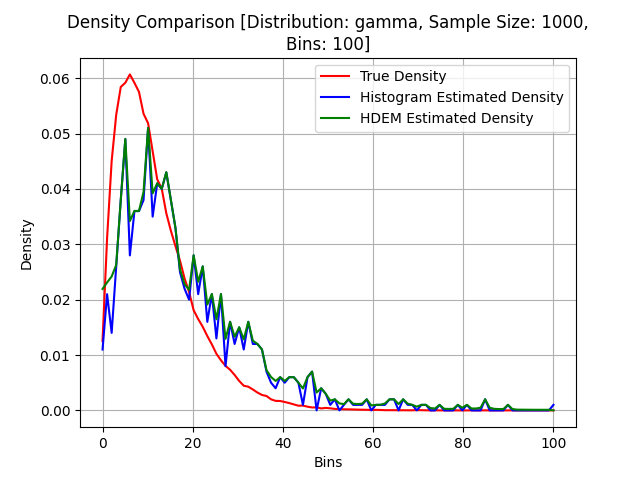 Density Comparison [Distribution: gamma, Sample Size: 1000,
Bins: 100]
True Density
Histogram Estimated Density
HDEM Estimated Density
Density
0.06
0.05
0.04
0.03
0.02
0.01
0.00
0 20 40 60 80 100
Bins